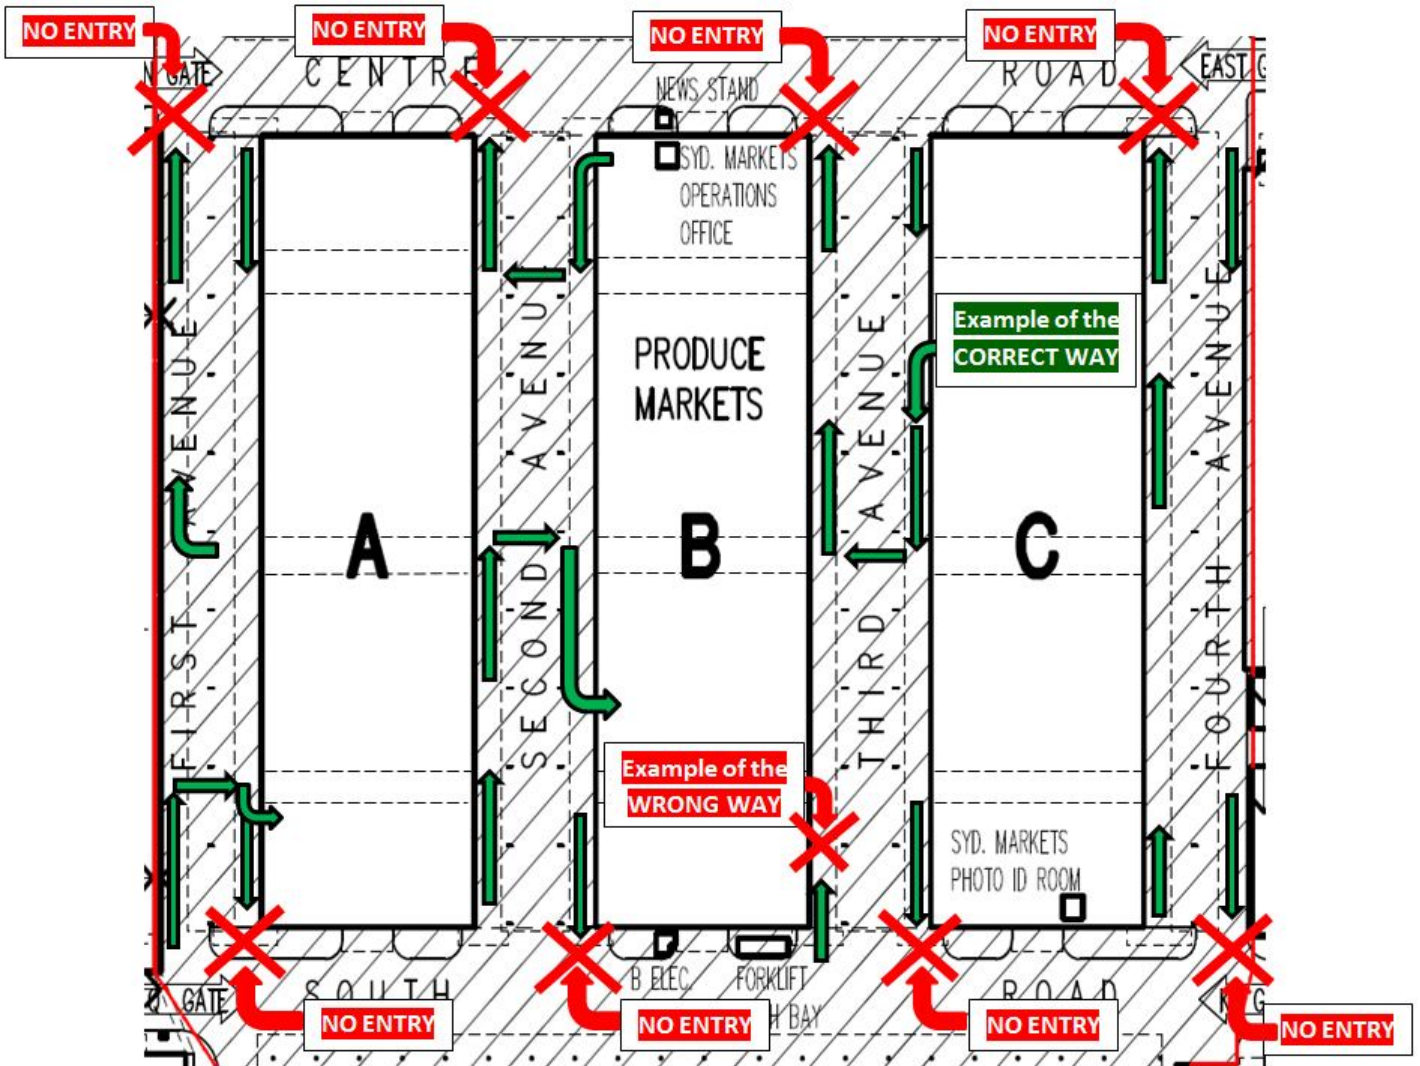 NO ENTRY
NO ENTRY
NO ENTRY
NO ENTRY
GATE
CENTRE
ROAD
EAST
NEWS STAND
SYD. MARKETS
OPERATIONS
OFFICE
PRODUCE
MARKETS
Example of the
CORRECT WAY
FIRST AVENUE
SECOND AVENU
THIRD AVENUE
FOURTH AVENUE
A
B
C
Example of the
WRONG WAY
SYD. MARKETS
PHOTO ID ROOM
B ELEC.
FORKLIFT
BAY
GATE
SOUTH
ROAD
NO ENTRY
NO ENTRY
NO ENTRY
NO ENTRY